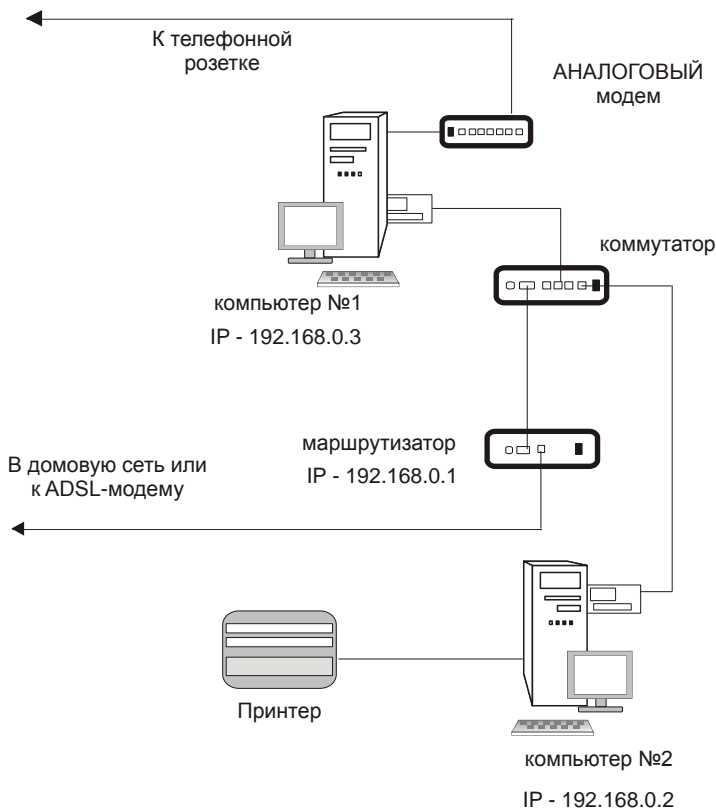 К телефонной
розетке
АНАЛОГОВЫЙ
модем
коммутатор
компьютер №1
IP - 192.168.0.3
маршрутизатор
IP - 192.168.0.1
В домовую сеть или
к ADSL-модему
Принтер
компьютер №2
IP - 192.168.0.2